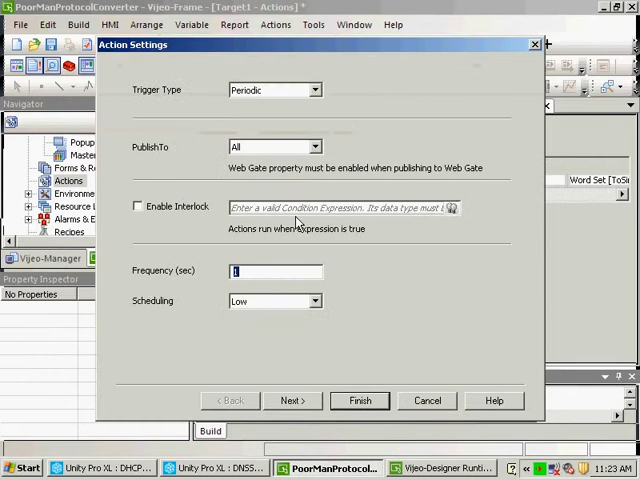 PoorManProtocolConverter - Vijeo-Frame - [Target1 - Actions]
File Edit Build HMI Arrange Variable Report Actions Tools Window Help
Action Settings
Trigger Type Periodic
PublishTo All
Web Gate property must be enabled when publishing to Web Gate
Enable Interlock Enter a valid Condition Expression. Its data type must
Actions run when expression is true
Frequency (sec) 1
Scheduling Low
< Back Next > Finish Cancel Help
Navigator
Popup
Master
Forms & R
Actions
Environme
Alarms & E
Recipes
Vijeo-Manager
Property Inspector
No Properties
Word Set [ToSi
Build
Start Unity Pro XL : DHCP... Unity Pro XL : DNSS... PoorManProtocol... Vijeo-Designer Runti... 11:23 AM